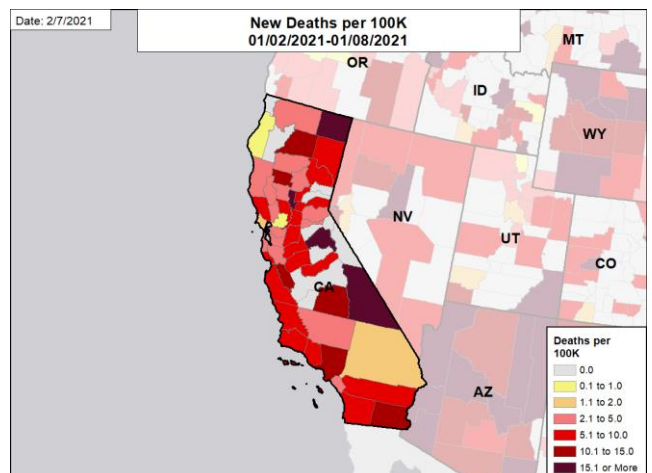 Date: 2/7/2021
New Deaths per 100K
01/02/2021-01/08/2021
MT
OR
ID
WY
NV
UT
CO
CA
AZ
Deaths per
100K
0.0
0.1 to 1.0
1.1 to 2.0
2.1 to 5.0
5.1 to 10.0
10.1 to 15.0
15.1 or More